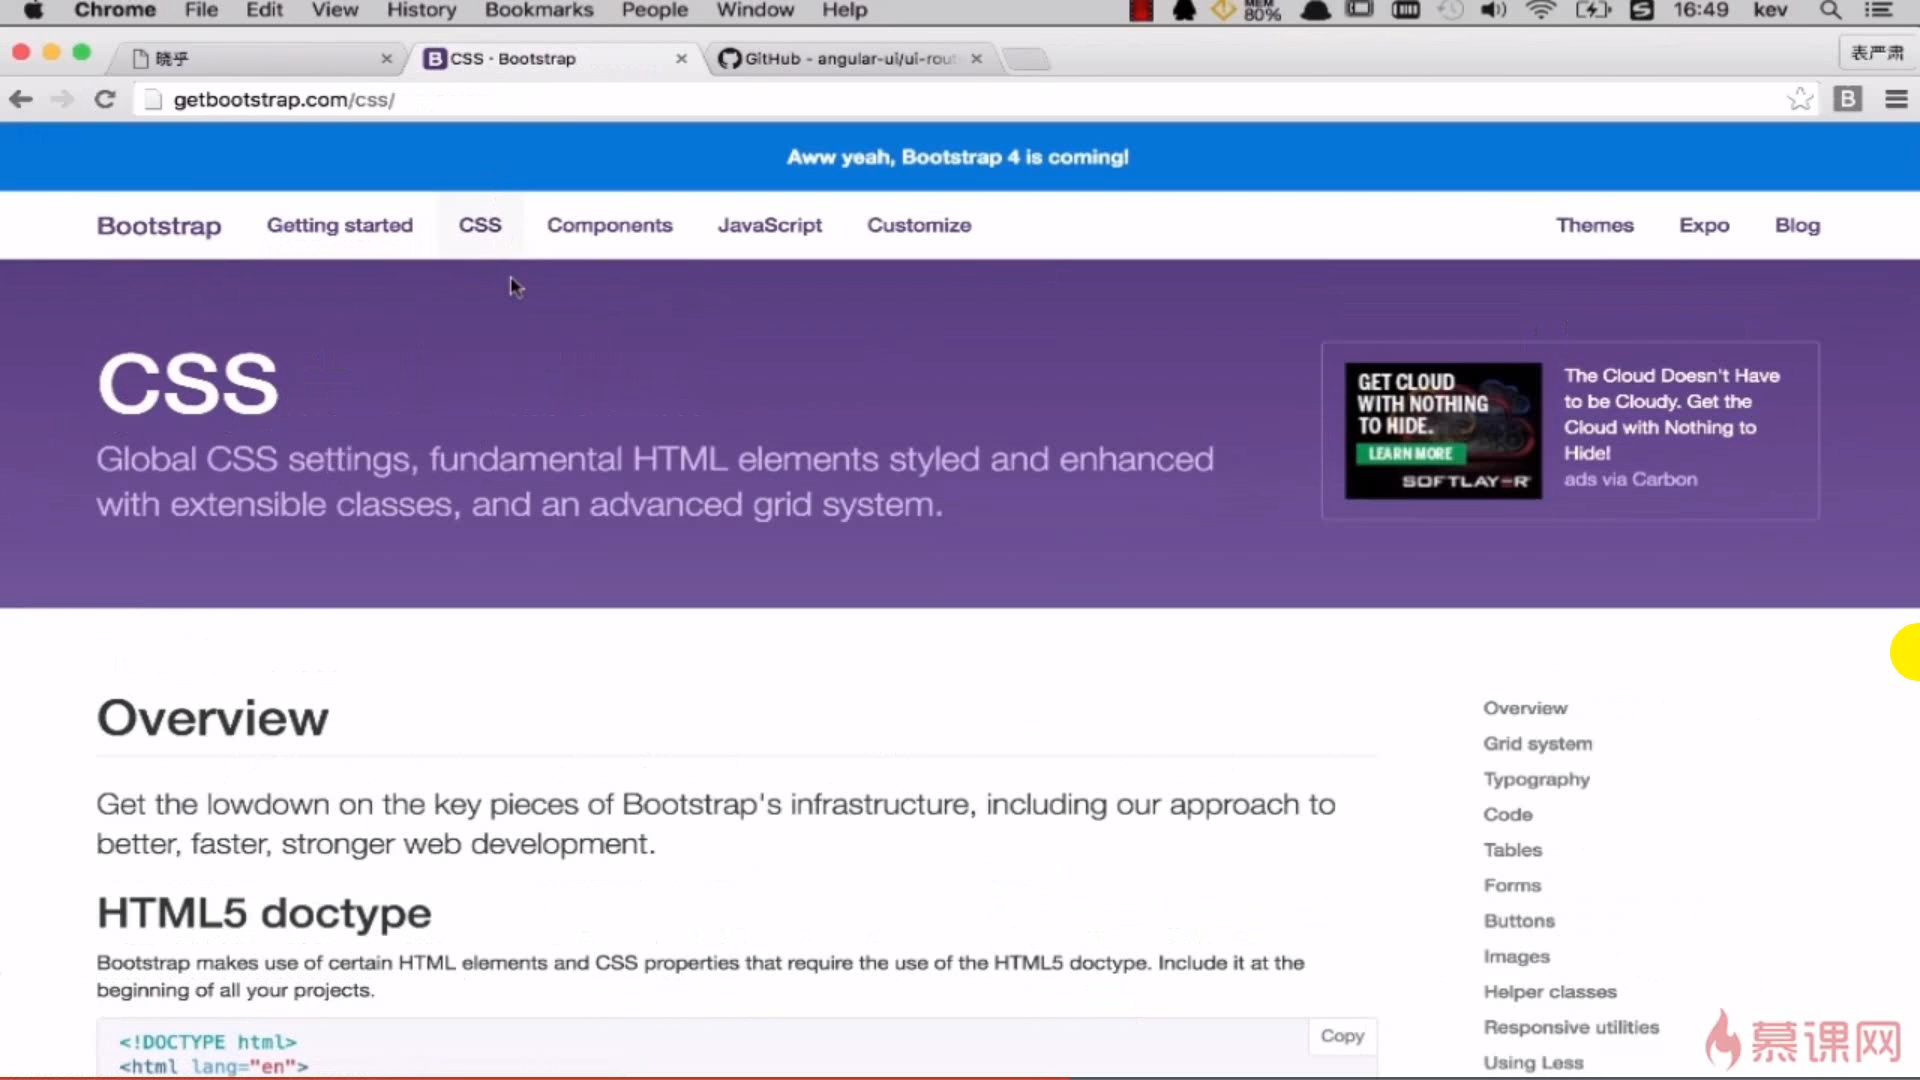 Chrome File Edit View History Bookmarks People Window Help MEM 80% 16:49 kev
晓乎 CSS · Bootstrap GitHub - angular-ui/ui-rout 表严肃
getbootstrap.com/css/
Aww yeah, Bootstrap 4 is coming!
Bootstrap Getting started CSS Components JavaScript Customize Themes Expo Blog
CSS
Global CSS settings, fundamental HTML elements styled and enhanced
with extensible classes, and an advanced grid system.
GET CLOUD
WITH NOTHING
TO HIDE.
LEARN MORE
SOFTLAYER
The Cloud Doesn't Have
to be Cloudy. Get the
Cloud with Nothing to
Hide!
ads via Carbon
Overview
Get the lowdown on the key pieces of Bootstrap's infrastructure, including our approach to
better, faster, stronger web development.
HTML5 doctype
Bootstrap makes use of certain HTML elements and CSS properties that require the use of the HTML5 doctype. Include it at the
beginning of all your projects.
Copy
<!DOCTYPE html>
<html lang="en">
Overview
Grid system
Typography
Code
Tables
Forms
Buttons
Images
Helper classes
Responsive utilities
Using Less
慕课网